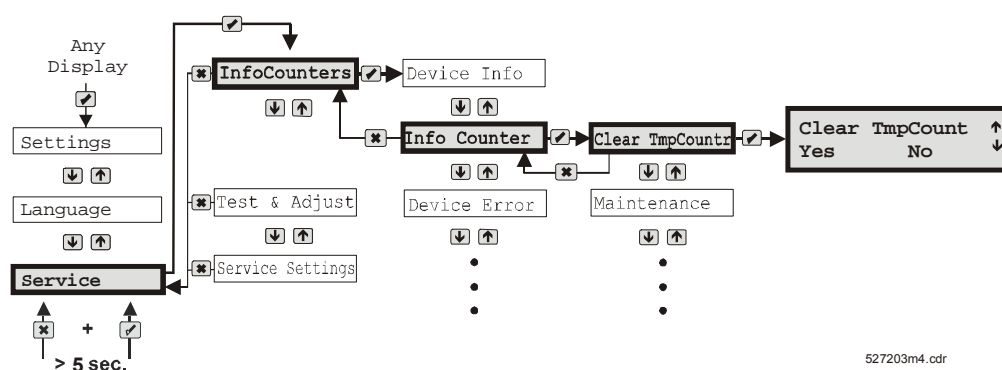 Any
Display
Settings
Language
Service
+
> 5 sec.
InfoCounters
Test & Adjust
Service Settings
Device Info
Info Counter
Device Error
Clear TmpCountr
Maintenance
Clear TmpCount ↑
Yes No ↓
527203m4.cdr